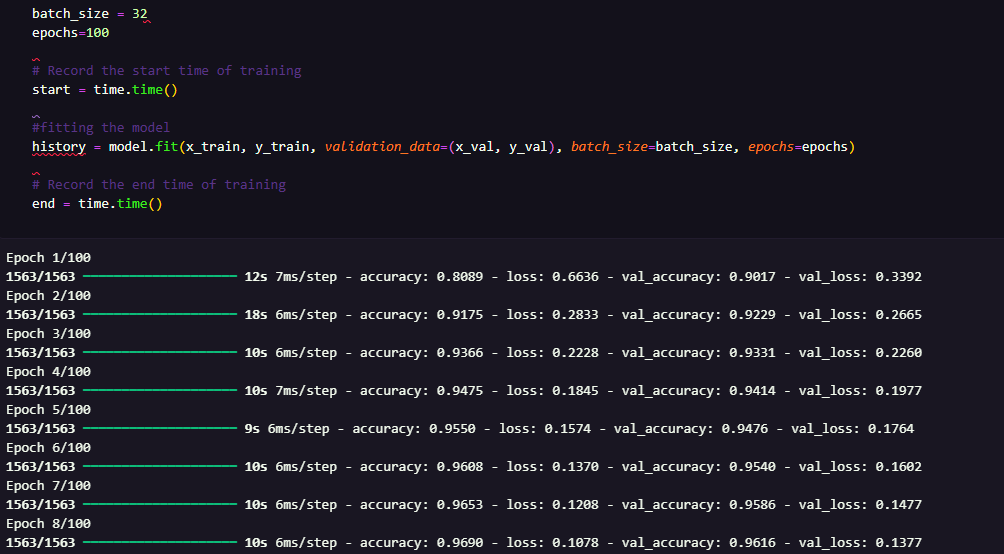 batch_size = 32
epochs=100
# Record the start time of training
start = time.time()
#fitting the model
history = model.fit(x_train, y_train, validation_data=(x_val, y_val), batch_size=batch_size, epochs=epochs)
# Record the end time of training
end = time.time()
Epoch 1/100
1563/1563 ━━━━━━━━━━━━━━━━━━━━ 12s 7ms/step - accuracy: 0.8089 - loss: 0.6636 - val_accuracy: 0.9017 - val_loss: 0.3392
Epoch 2/100
1563/1563 ━━━━━━━━━━━━━━━━━━━━ 18s 6ms/step - accuracy: 0.9175 - loss: 0.2833 - val_accuracy: 0.9229 - val_loss: 0.2665
Epoch 3/100
1563/1563 ━━━━━━━━━━━━━━━━━━━━ 10s 6ms/step - accuracy: 0.9366 - loss: 0.2228 - val_accuracy: 0.9331 - val_loss: 0.2260
Epoch 4/100
1563/1563 ━━━━━━━━━━━━━━━━━━━━ 10s 7ms/step - accuracy: 0.9475 - loss: 0.1845 - val_accuracy: 0.9414 - val_loss: 0.1977
Epoch 5/100
1563/1563 ━━━━━━━━━━━━━━━━━━━━ 9s 6ms/step - accuracy: 0.9550 - loss: 0.1574 - val_accuracy: 0.9476 - val_loss: 0.1764
Epoch 6/100
1563/1563 ━━━━━━━━━━━━━━━━━━━━ 10s 6ms/step - accuracy: 0.9608 - loss: 0.1370 - val_accuracy: 0.9540 - val_loss: 0.1602
Epoch 7/100
1563/1563 ━━━━━━━━━━━━━━━━━━━━ 10s 6ms/step - accuracy: 0.9653 - loss: 0.1208 - val_accuracy: 0.9586 - val_loss: 0.1477
Epoch 8/100
1563/1563 ━━━━━━━━━━━━━━━━━━━━ 10s 6ms/step - accuracy: 0.9690 - loss: 0.1078 - val_accuracy: 0.9616 - val_loss: 0.1377